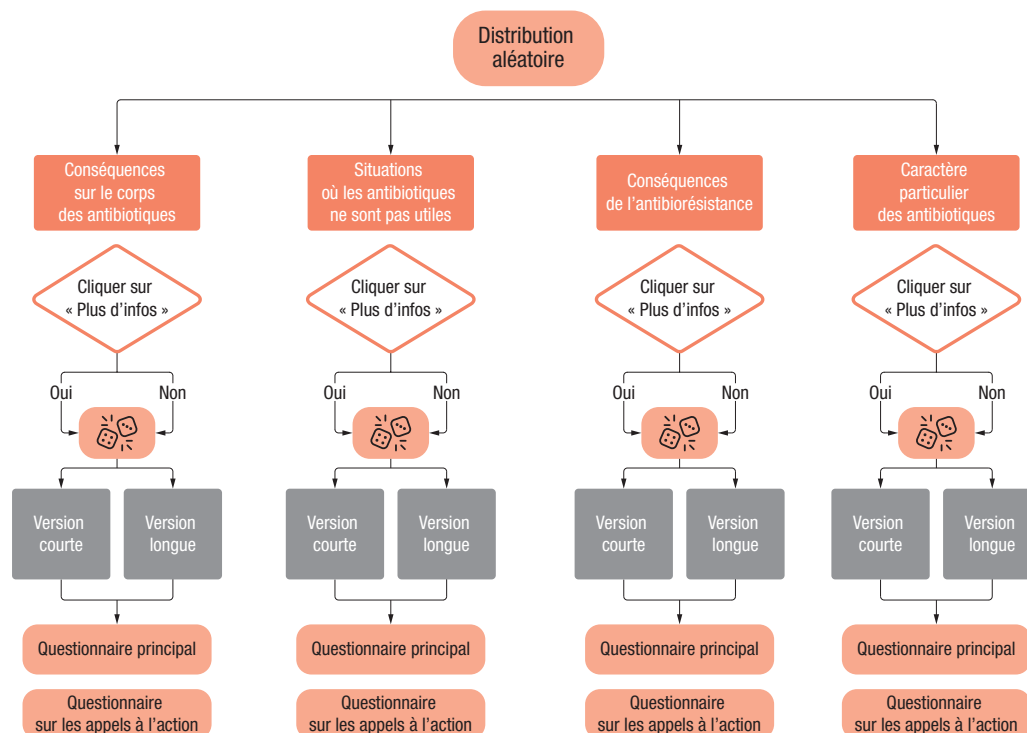 Distribution
aléatoire
Conséquences
sur le corps
des antibiotiques
Situations
où les antibiotiques
ne sont pas utiles
Conséquences
de l’antibiorésistance
Caractère
particulier
des antibiotiques
Cliquer sur
« Plus d’infos »
Cliquer sur
« Plus d’infos »
Cliquer sur
« Plus d’infos »
Cliquer sur
« Plus d’infos »
Oui
Non
Oui
Non
Oui
Non
Oui
Non
Version
courte
Version
longue
Version
courte
Version
longue
Version
courte
Version
longue
Version
courte
Version
longue
Questionnaire principal
Questionnaire principal
Questionnaire principal
Questionnaire principal
Questionnaire
sur les appels à l’action
Questionnaire
sur les appels à l’action
Questionnaire
sur les appels à l’action
Questionnaire
sur les appels à l’action